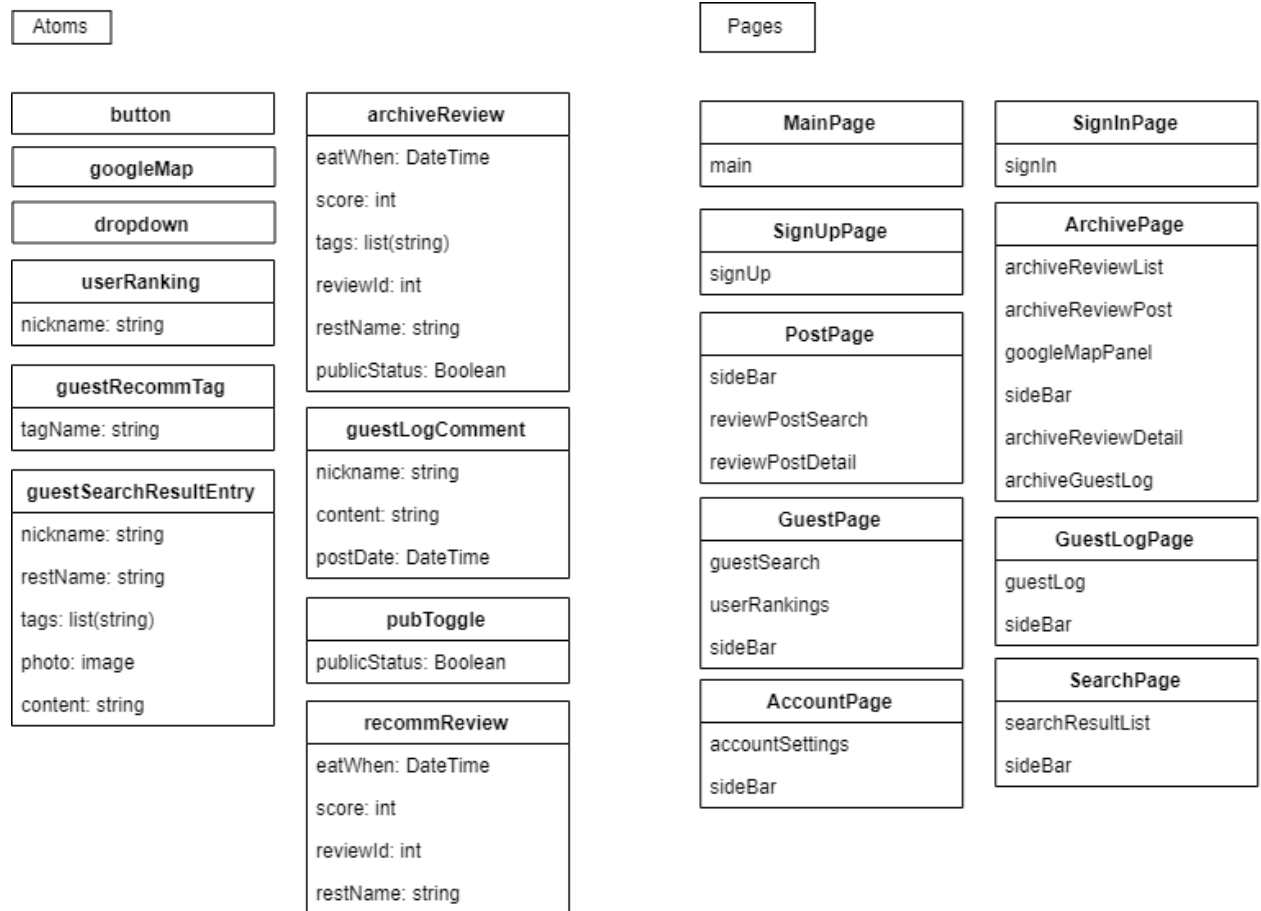 Atoms
button
googleMap
dropdown
userRanking
nickname: string
guestRecommTag
tagName: string
guestSearchResultEntry
nickname: string
restName: string
tags: list(string)
photo: image
content: string
archiveReview
eatWhen: DateTime
score: int
tags: list(string)
reviewId: int
restName: string
publicStatus: Boolean
guestLogComment
nickname: string
content: string
postDate: DateTime
pubToggle
publicStatus: Boolean
recommReview
eatWhen: DateTime
score: int
reviewId: int
restName: string
Pages
MainPage
main
SignUpPage
signUp
PostPage
sideBar
reviewPostSearch
reviewPostDetail
GuestPage
guestSearch
userRankings
sideBar
AccountPage
accountSettings
sideBar
SignInPage
signIn
ArchivePage
archiveReviewList
archiveReviewPost
googleMapPanel
sideBar
archiveReviewDetail
archiveGuestLog
GuestLogPage
guestLog
sideBar
SearchPage
searchResultList
sideBar